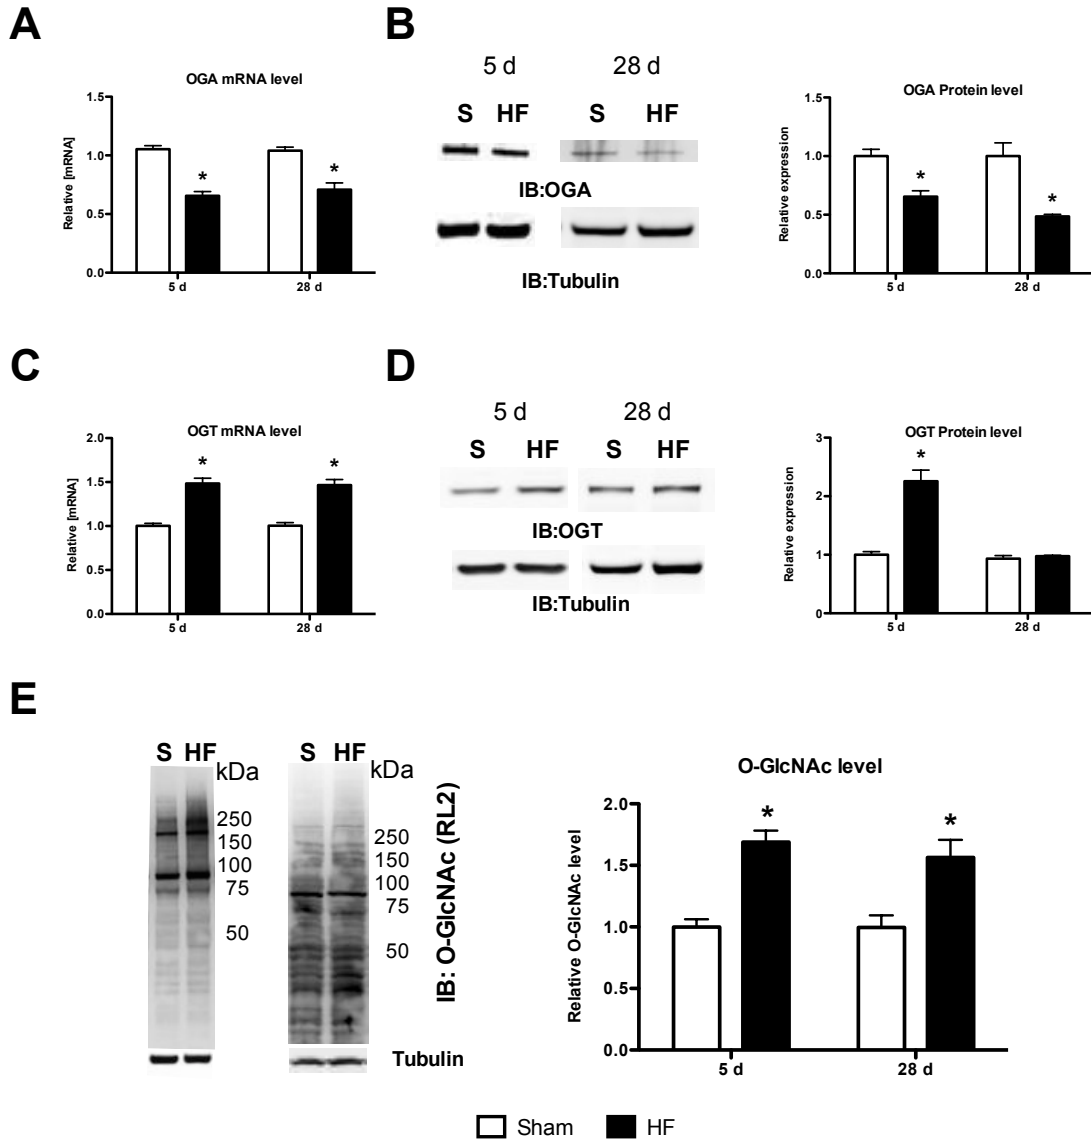 A
OGA mRNA level
Relative [mRNA]
1.5
1.0
0.5
0.0
*
*
5 d
28 d
B
5 d 28 d
S HF S HF
IB:OGA
IB:Tubulin
OGA Protein level
Relative expression
1.5
1.0
0.5
0.0
*
*
5 d
28 d
C
OGT mRNA level
Relative [mRNA]
2.0
1.5
1.0
0.5
0.0
*
*
5 d
28 d
D
5 d 28 d
S HF S HF
IB:OGT
IB:Tubulin
OGT Protein level
Relative expression
3
2
1
0
*
5 d
28 d
E
S HF
kDa
250
150
100
75
50
S HF
kDa
250
150
100
75
50
IB: O-GlcNAc (RL2)
Tubulin
O-GlcNAc level
Relative O-GlcNAc level
2.0
1.5
1.0
0.5
0.0
*
*
5 d
28 d
Sham HF